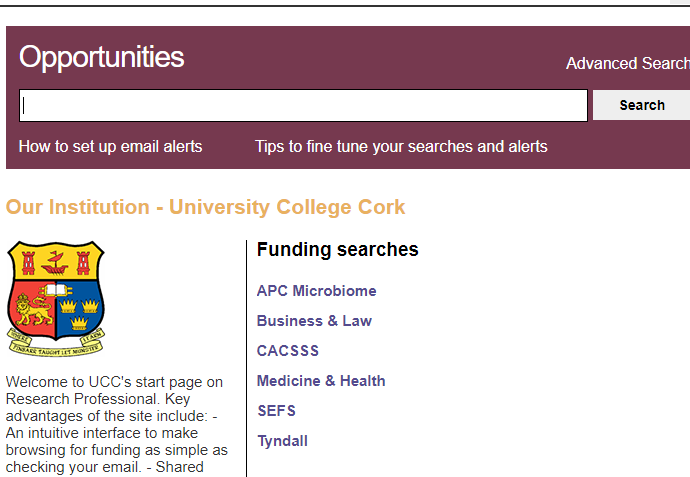 Opportunities
Advanced Search
Search
How to set up email alerts
Tips to fine tune your searches and alerts
Our Institution - University College Cork
WHERE
LEARN
FINBARR TAUGHT LET MUNSTER
Welcome to UCC's start page on
Research Professional. Key
advantages of the site include: -
An intuitive interface to make
browsing for funding as simple as
checking your email. - Shared
Funding searches
APC Microbiome
Business & Law
CACSSS
Medicine & Health
SEFS
Tyndall